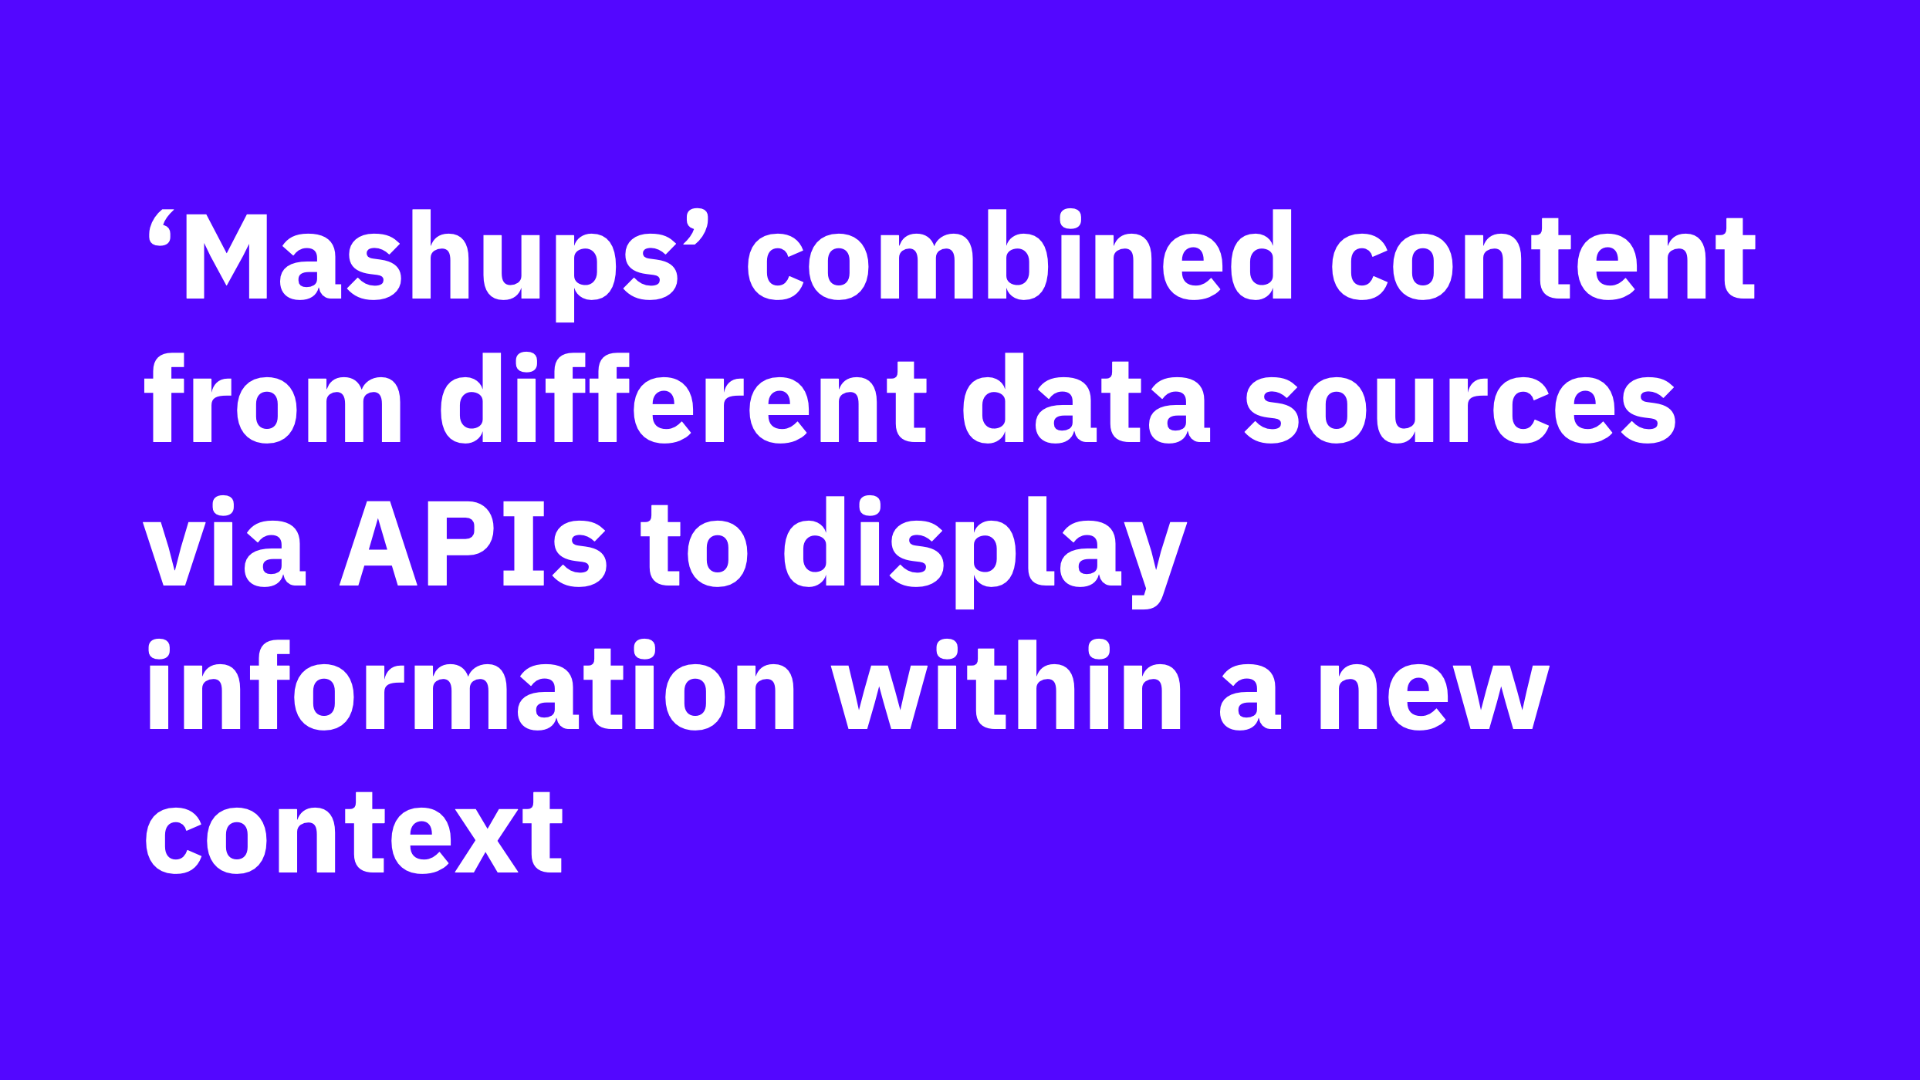 ‘Mashups’ combined content
from different data sources
via APIs to display
information within a new
context